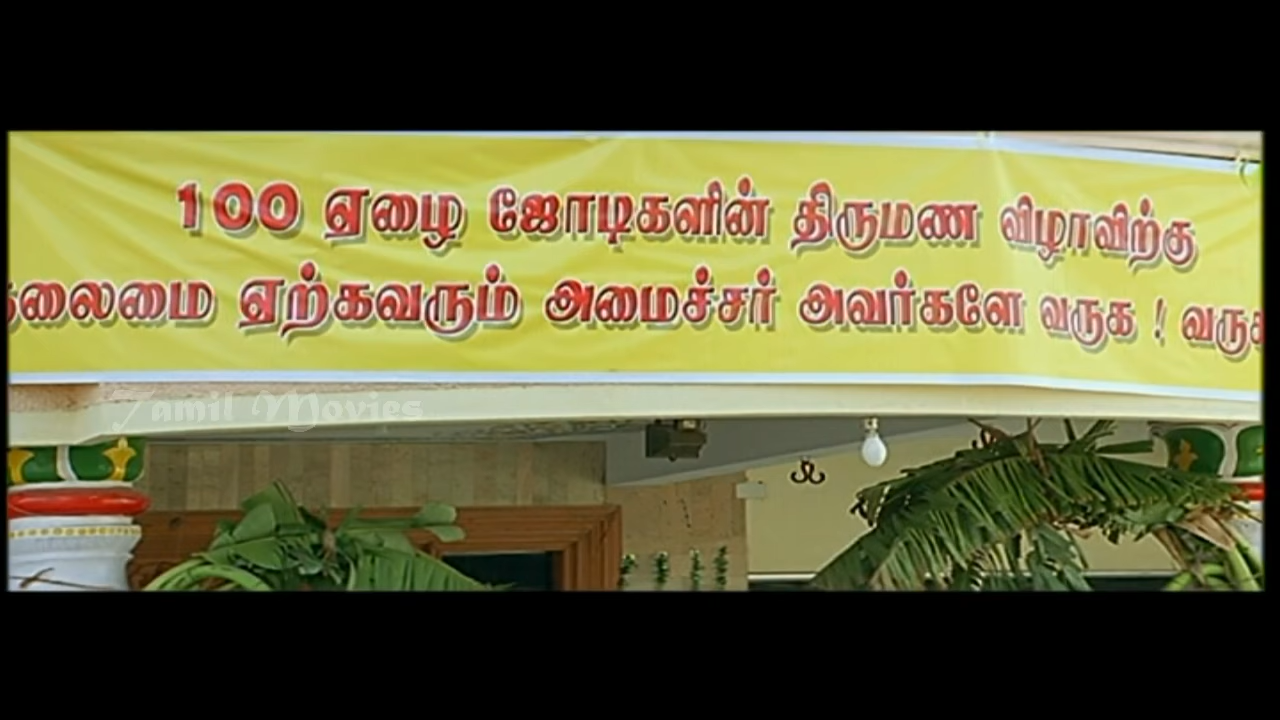 100 ஏழை ஜோடிகளின் திருமண விழாவிற்கு
தலைமை ஏற்கவரும் அமைச்சர் அவர்களே வருக ! வருக
Tamil Movies